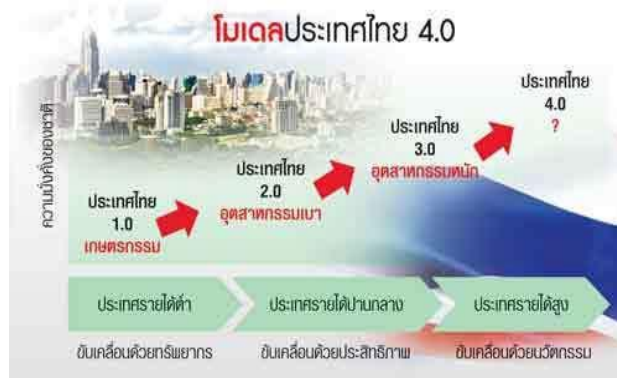 โมเดลประเทศไทย 4.0
ความมั่งคั่งของชาติ
ประเทศไทย
1.0
เกษตรกรรม
ประเทศไทย
2.0
อุตสาหกรรมเบา
ประเทศไทย
3.0
อุตสาหกรรมหนัก
ประเทศไทย
4.0
?
ประเทศรายได้ต่ำ
ประเทศรายได้ปานกลาง
ประเทศรายได้สูง
ขับเคลื่อนด้วยทรัพยากร
ขับเคลื่อนด้วยประสิทธิภาพ
ขับเคลื่อนด้วยนวัตกรรม